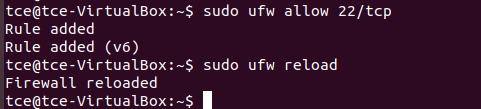 tce@tce-VirtualBox:~$ sudo ufw allow 22/tcp
Rule added
Rule added (v6)
tce@tce-VirtualBox:~$ sudo ufw reload
Firewall reloaded
tce@tce-VirtualBox:~$